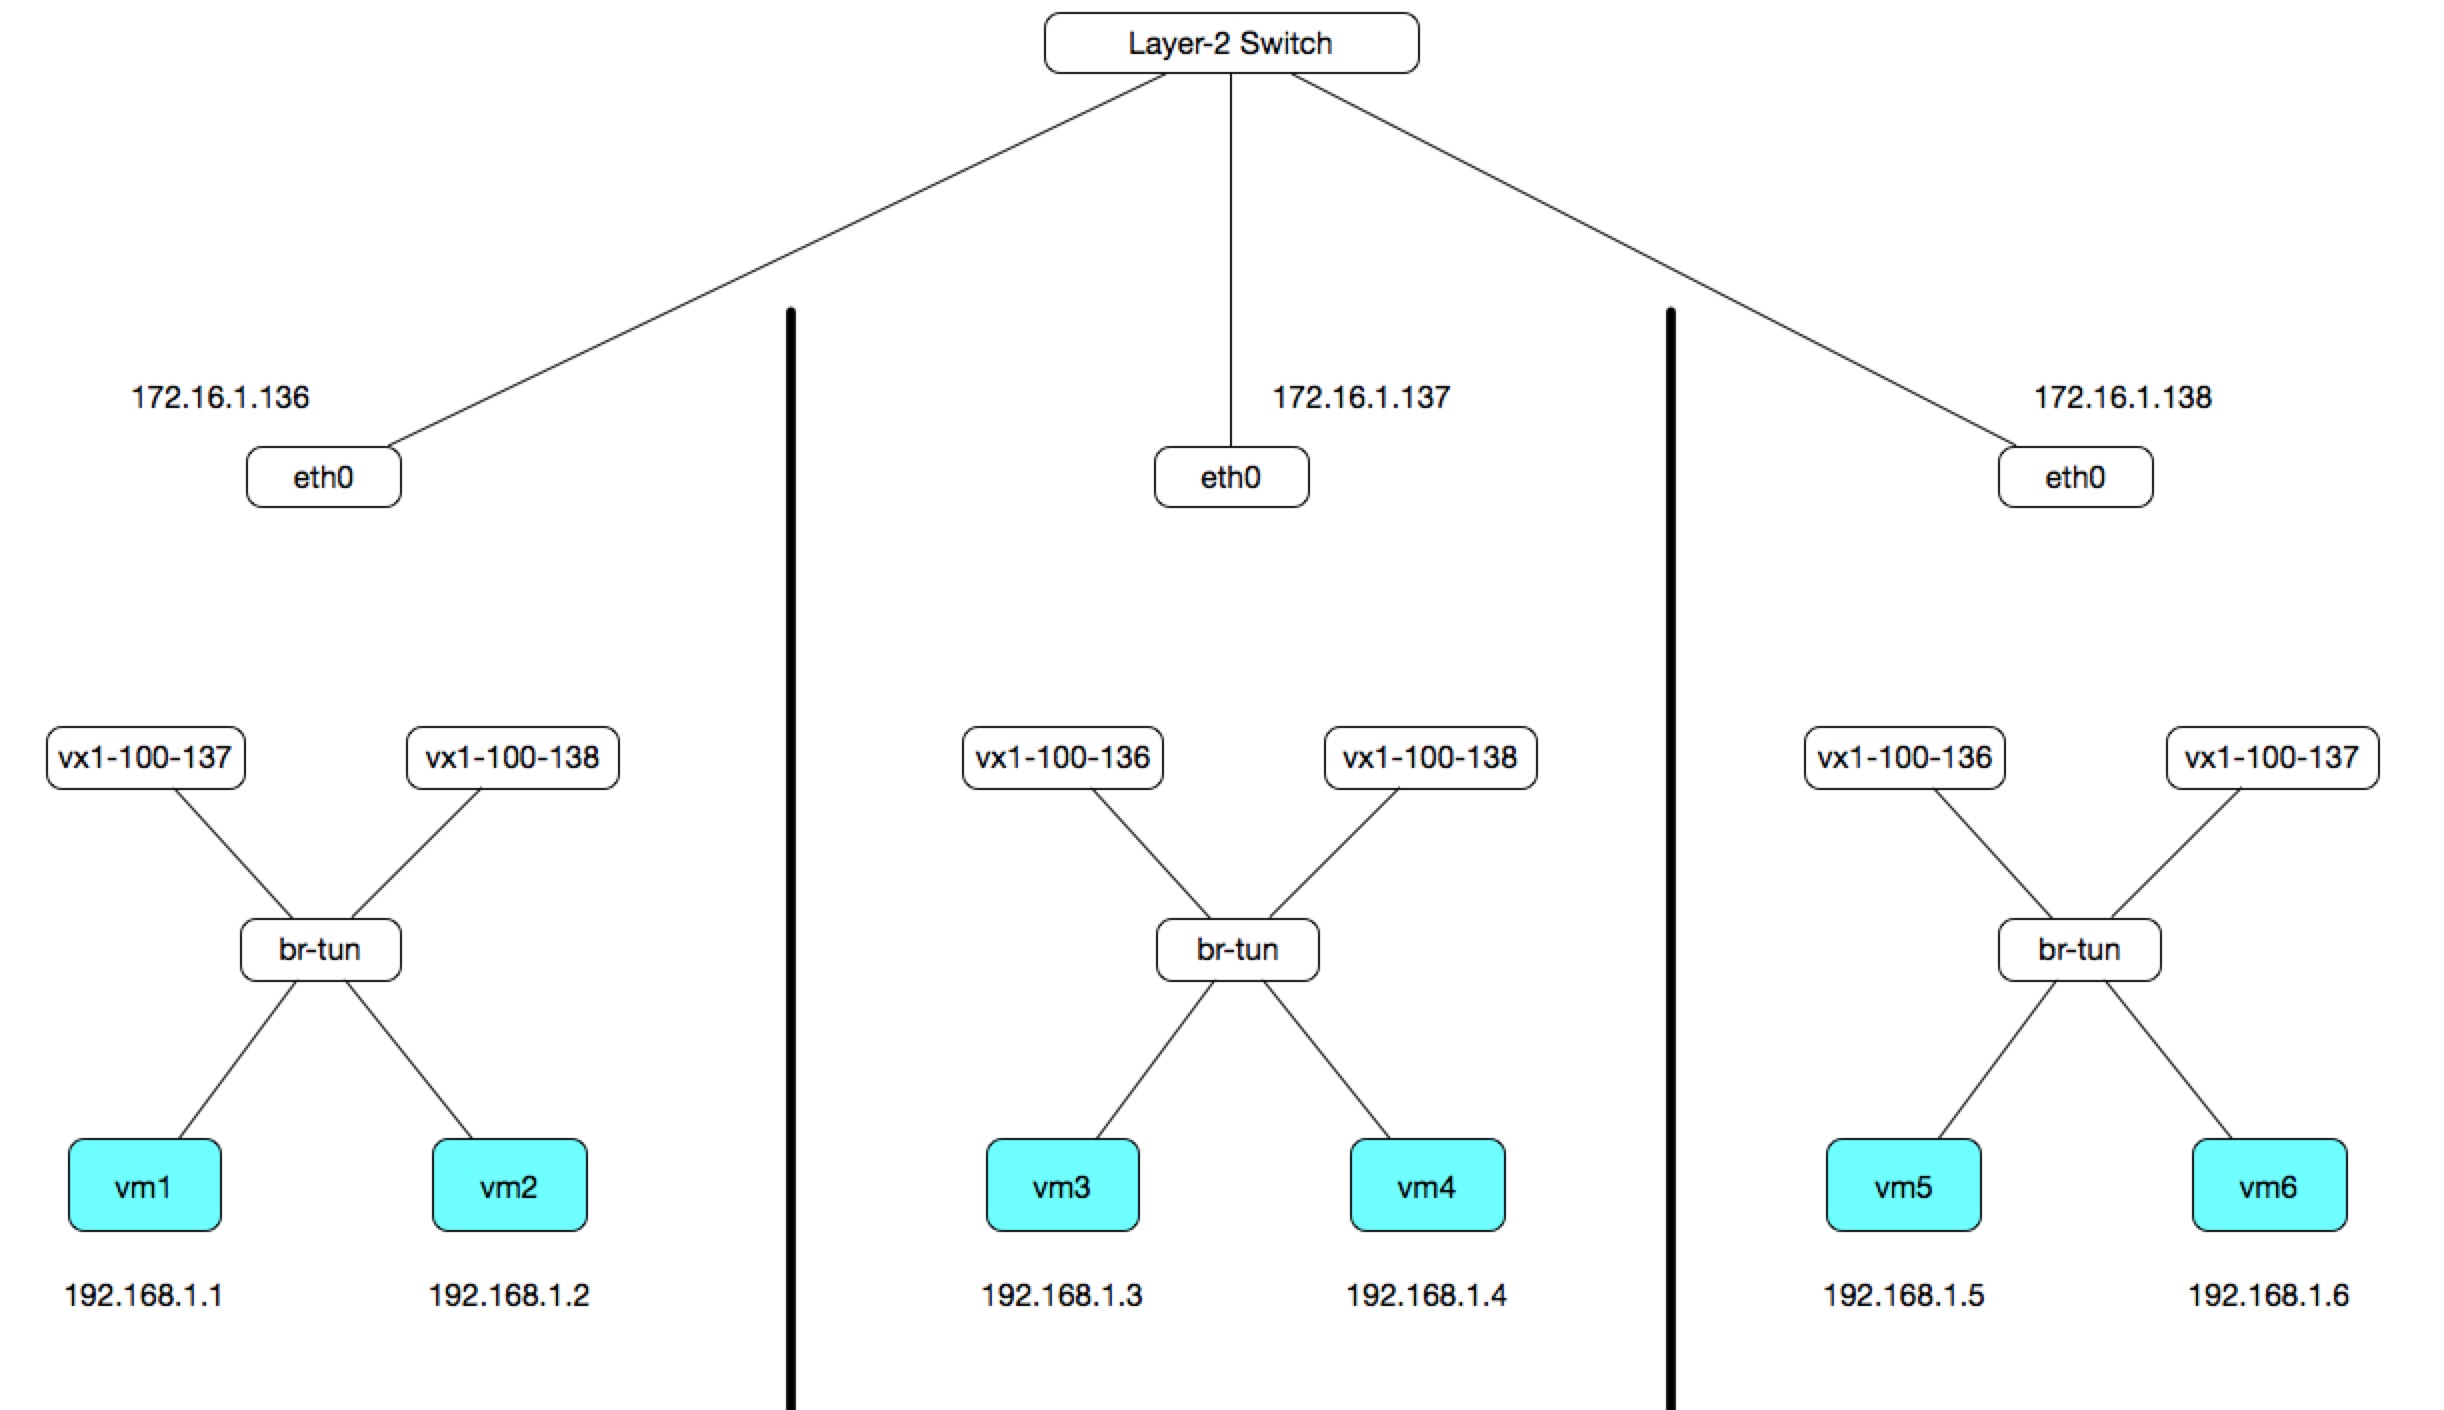 Layer-2 Switch
172.16.1.136
172.16.1.137
172.16.1.138
eth0
eth0
eth0
vx1-100-137
vx1-100-138
vx1-100-136
vx1-100-138
vx1-100-136
vx1-100-137
br-tun
br-tun
br-tun
vm1
vm2
vm3
vm4
vm5
vm6
192.168.1.1
192.168.1.2
192.168.1.3
192.168.1.4
192.168.1.5
192.168.1.6